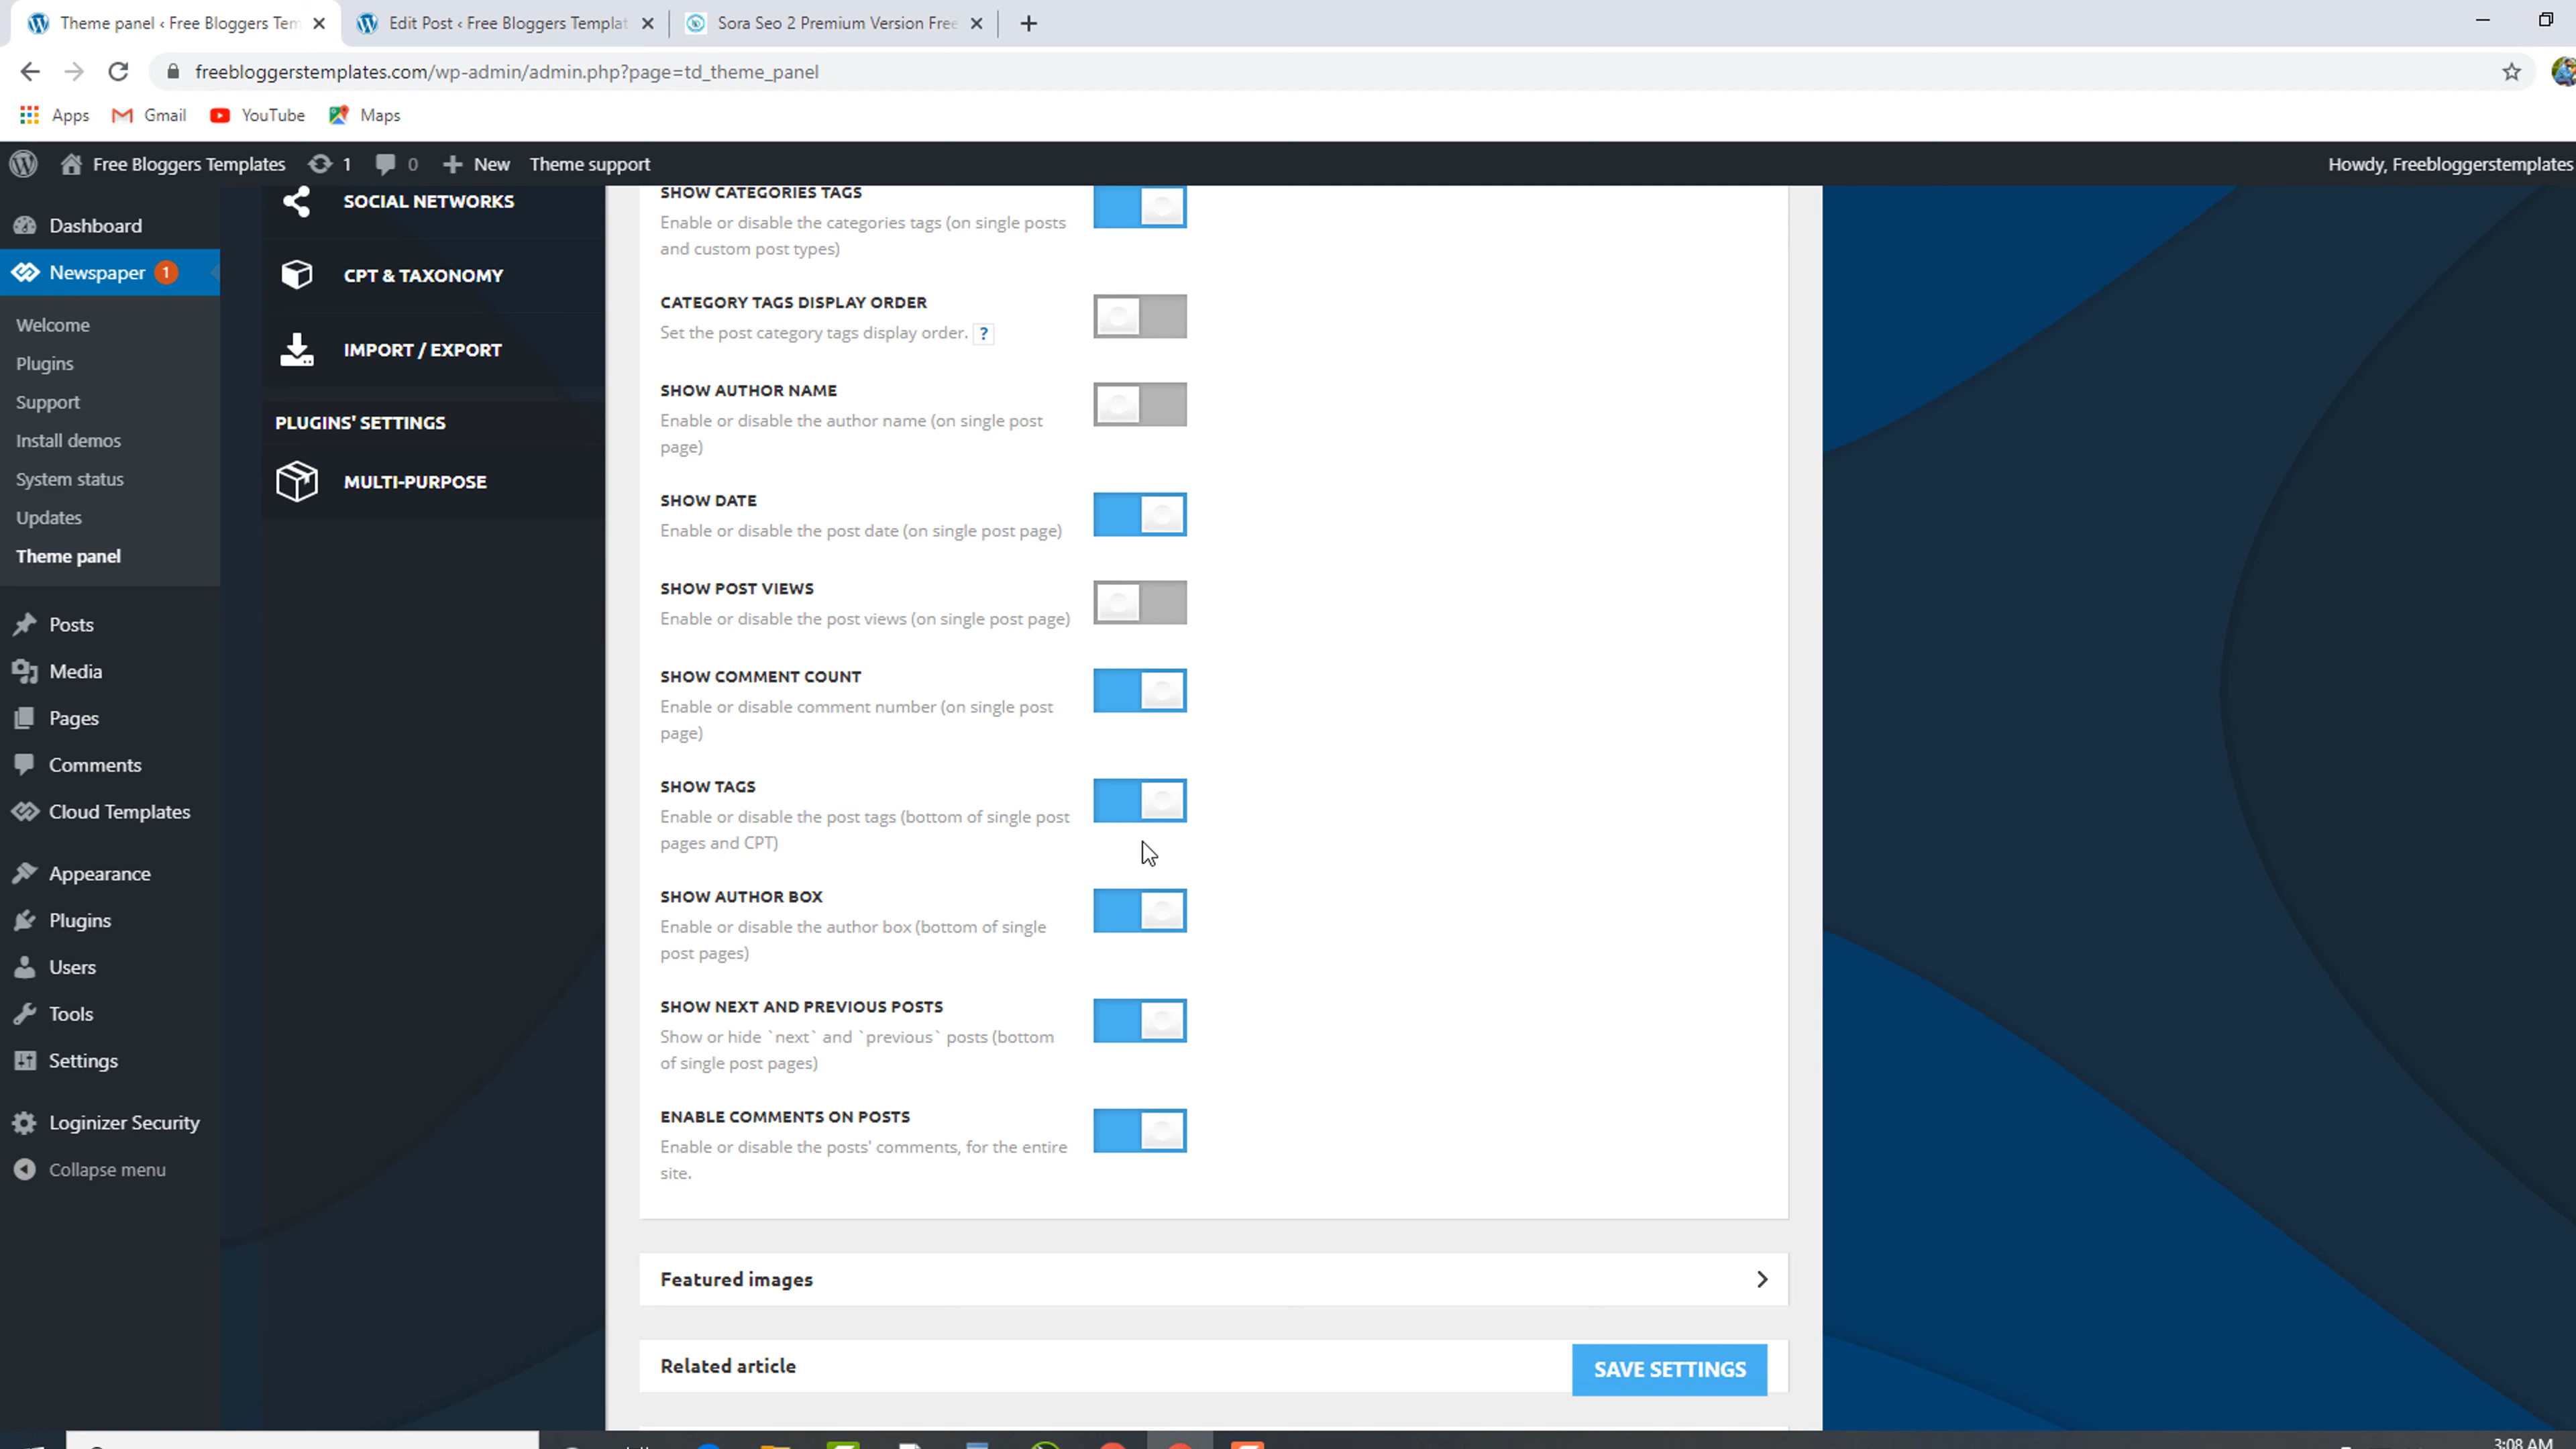 Theme panel ‹ Free Bloggers Tem
Edit Post ‹ Free Bloggers Templat
Sora Seo 2 Premium Version Free
freebloggerstemplates.com/wp-admin/admin.php?page=td_theme_panel
Apps
Gmail
YouTube
Maps
Free Bloggers Templates
1
0
New
Theme support
Howdy, Freebloggerstemplates
Dashboard
Newspaper 1
Welcome
Plugins
Support
Install demos
System status
Updates
Theme panel
Posts
Media
Pages
Comments
Cloud Templates
Appearance
Plugins
Users
Tools
Settings
Loginizer Security
Collapse menu
SOCIAL NETWORKS
CPT & TAXONOMY
IMPORT / EXPORT
PLUGINS' SETTINGS
MULTI-PURPOSE
SHOW CATEGORIES TAGS
Enable or disable the categories tags (on single posts
and custom post types)
CATEGORY TAGS DISPLAY ORDER
Set the post category tags display order. ?
SHOW AUTHOR NAME
Enable or disable the author name (on single post
page)
SHOW DATE
Enable or disable the post date (on single post page)
SHOW POST VIEWS
Enable or disable the post views (on single post page)
SHOW COMMENT COUNT
Enable or disable comment number (on single post
page)
SHOW TAGS
Enable or disable the post tags (bottom of single post
pages and CPT)
SHOW AUTHOR BOX
Enable or disable the author box (bottom of single
post pages)
SHOW NEXT AND PREVIOUS POSTS
Show or hide `next` and `previous` posts (bottom
of single post pages)
ENABLE COMMENTS ON POSTS
Enable or disable the posts' comments, for the entire
site.
Featured images
Related article
SAVE SETTINGS
3:08 AM